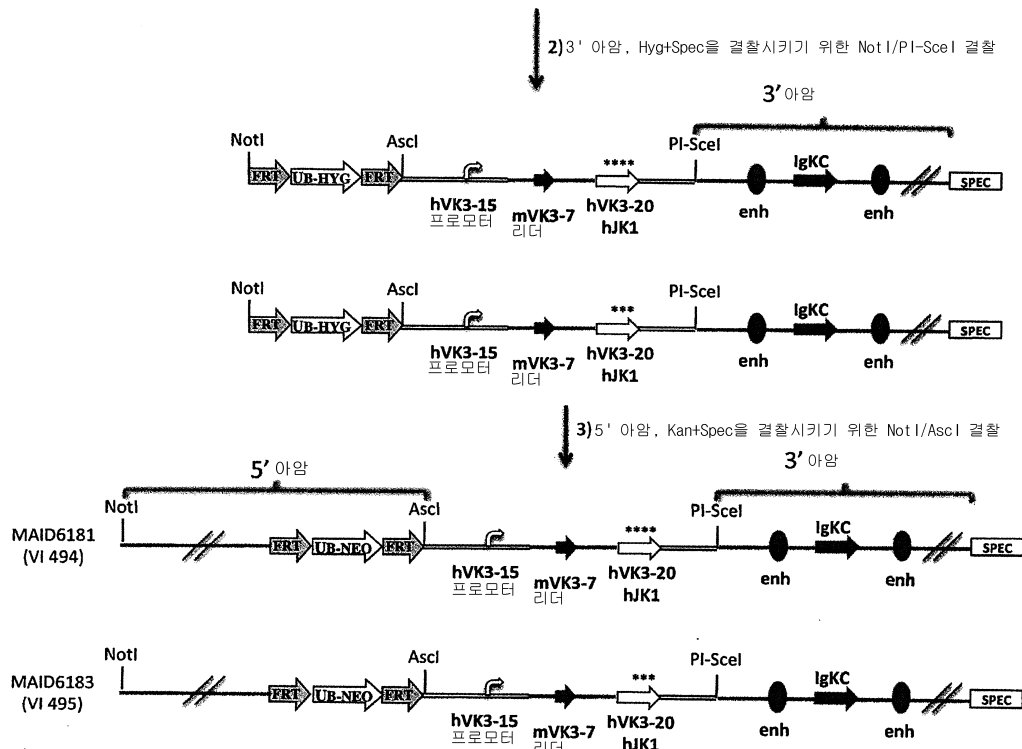 2)3' 아암, Hyg+Spec을 결찰시키기 위한 NotI/PI-SceI 결찰
3' 아암
NotI AscI **** PI-SceI IgKC
FRT UB-HYG FRT SPEC
hVK3-15 mVK3-7 hVK3-20 enh enh
프로모터 리더 hJK1
NotI AscI *** PI-SceI IgKC
FRT UB-HYG FRT SPEC
hVK3-15 mVK3-7 hVK3-20 enh enh
프로모터 리더 hJK1
3)5' 아암, Kan+Spec을 결찰시키기 위한 NotI/AscI 결찰
5' 아암 3' 아암
NotI AscI **** PI-SceI IgKC
MAID6181
(VI 494)
FRT UB-NEO FRT SPEC
hVK3-15 mVK3-7 hVK3-20 enh enh
프로모터 리더 hJK1
NotI AscI *** PI-SceI IgKC
MAID6183
(VI 495)
FRT UB-NEO FRT SPEC
hVK3-15 mVK3-7 hVK3-20 enh enh
프로모터 리더 hJK1